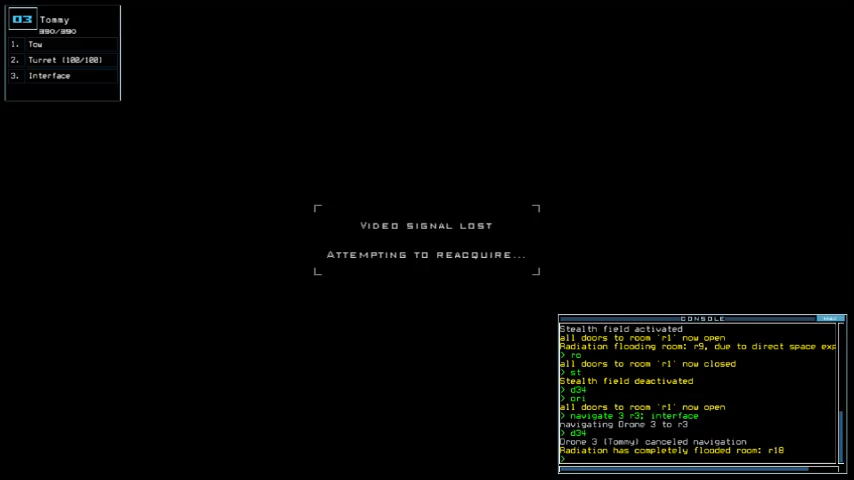 03 Tommy
390/390
1. Tow
2. Turret (100/100)
3. Interface
Video signal lost
Attempting to reacquire...
CONSOLE
Stealth field activated
all doors to room `r1` now open
Radiation flooding room: r9, due to direct space exp
> ro
all doors to room `r1` now closed
> st
Stealth field deactivated
> d34
> ori
all doors to room `r1` now open
> navigate 3 r3; interface
navigating Drone 3 to r3
> d34
Drone 3 (Tommy) canceled navigation
Radiation has completely flooded room: r18
>